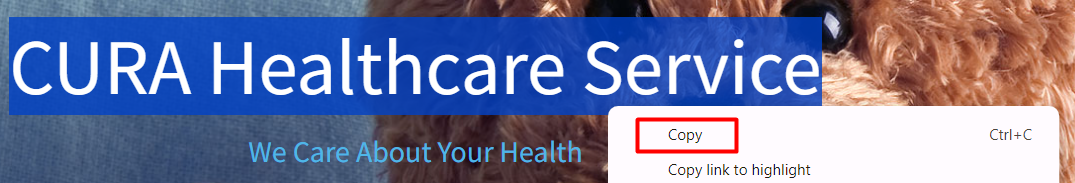 CURA Healthcare Service
We Care About Your Health
Copy Ctrl+C
Copy link to highlight